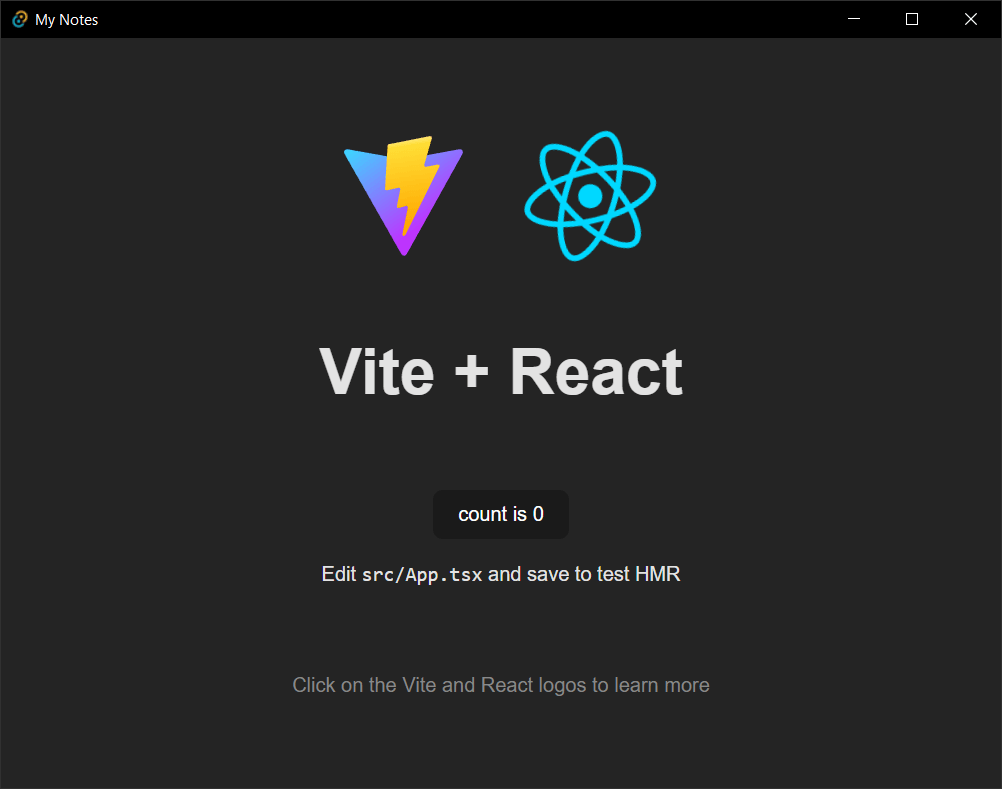 My Notes
Vite + React
count is 0
Edit src/App.tsx and save to test HMR
Click on the Vite and React logos to learn more